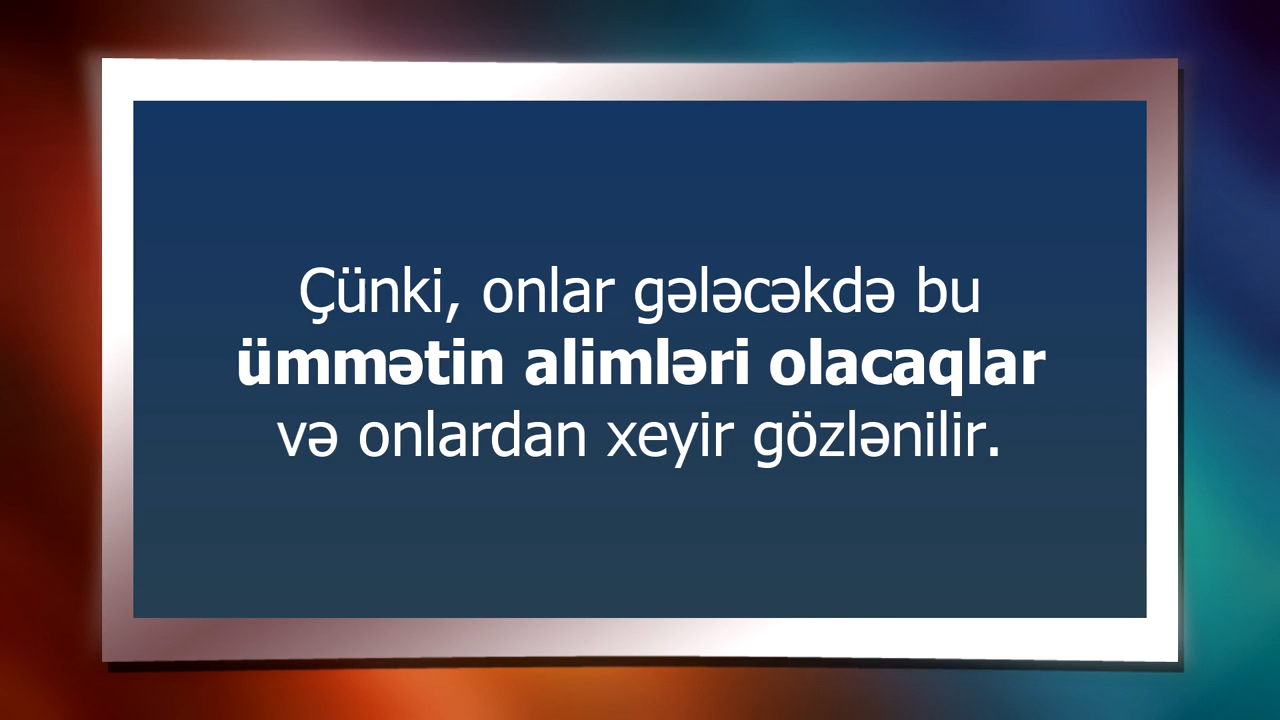 Çünki, onlar gələcəkdə bu
ümmətin alimləri olacaqlar
və onlardan xeyir gözlənilir.